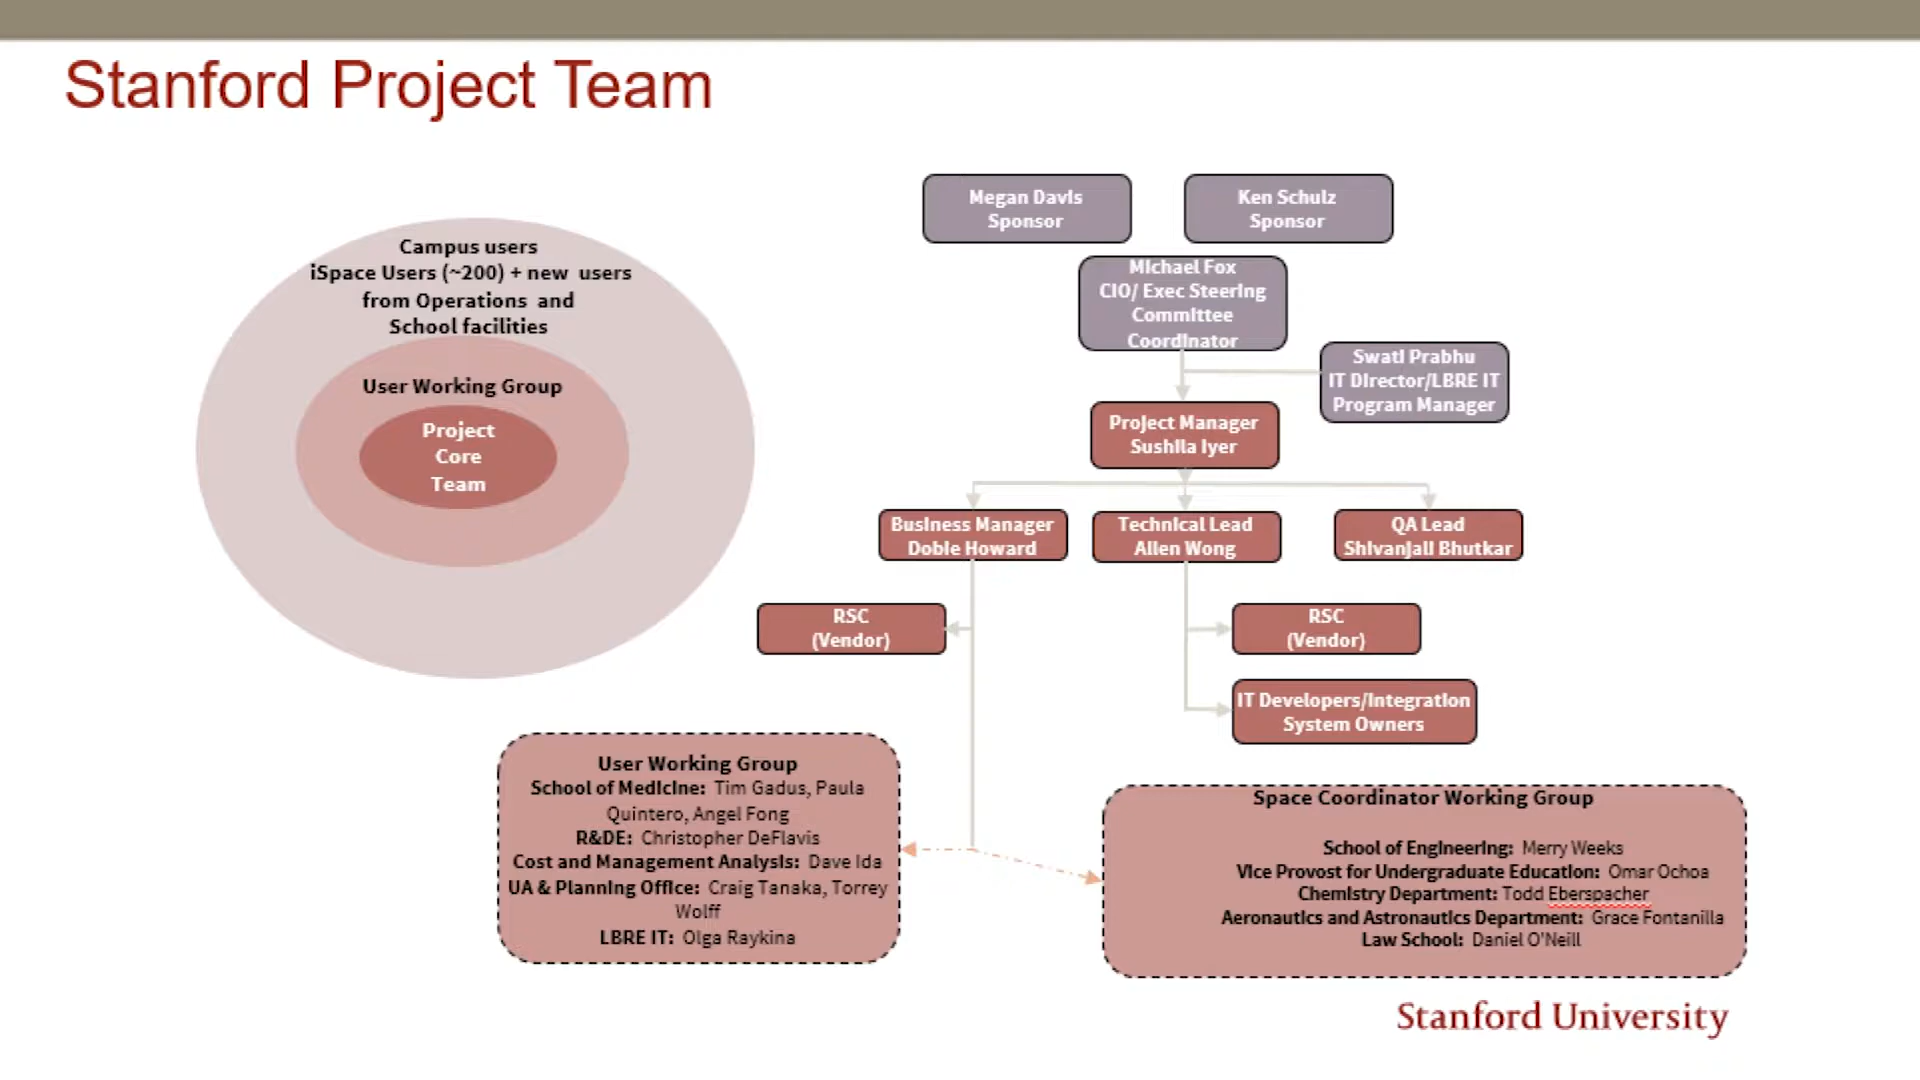 Stanford Project Team
Campus users
iSpace Users (~200) + new users
from Operations and
School facilities
User Working Group
Project
Core
Team
Megan Davis
Sponsor
Ken Schulz
Sponsor
Michael Fox
CIO/ Exec Steering
Committee
Coordinator
Swati Prabhu
IT Director/LBRE IT
Program Manager
Project Manager
Sushila Iyer
Business Manager
Dobie Howard
Technical Lead
Allen Wong
QA Lead
Shivanjali Bhutkar
RSC
(Vendor)
RSC
(Vendor)
IT Developers/Integration
System Owners
User Working Group
School of Medicine: Tim Gadus, Paula
Quintero, Angel Fong
R&DE: Christopher DeFlavis
Cost and Management Analysis: Dave Ida
UA & Planning Office: Craig Tanaka, Torrey
Wolff
LBRE IT: Olga Raykina
Space Coordinator Working Group
School of Engineering: Merry Weeks
Vice Provost for Undergraduate Education: Omar Ochoa
Chemistry Department: Todd Eberspacher
Aeronautics and Astronautics Department: Grace Fontanilla
Law School: Daniel O'Neill
Stanford University